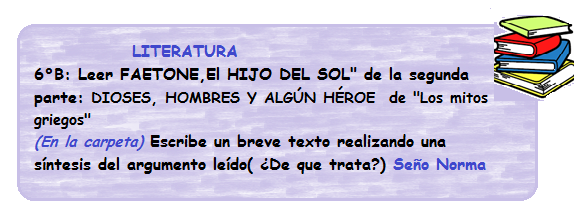 LITERATURA
6ºB: Leer FAETONE,El HIJO DEL SOL" de la segunda
parte: DIOSES, HOMBRES Y ALGÚN HÉROE de "Los mitos
griegos"
(En la carpeta) Escribe un breve texto realizando una
síntesis del argumento leído( ¿De que trata?) Seño Norma